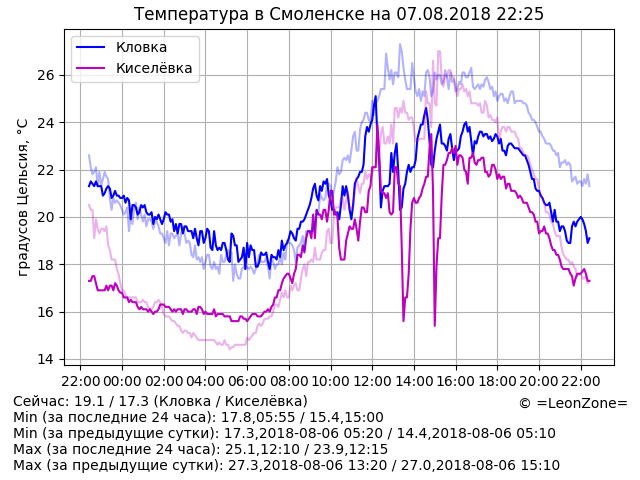 Температура в Смоленске на 07.08.2018 22:25
Кловка
Киселёвка
градусов Цельсия, °C
26
24
22
20
18
16
14
22:00 00:00 02:00 04:00 06:00 08:00 10:00 12:00 14:00 16:00 18:00 20:00 22:00
Сейчас: 19.1 / 17.3 (Кловка / Киселёвка)
© =LeonZone=
Min (за последние 24 часа): 17.8,05:55 / 15.4,15:00
Min (за предыдущие сутки): 17.3,2018-08-06 05:20 / 14.4,2018-08-06 05:10
Max (за последние 24 часа): 25.1,12:10 / 23.9,12:15
Max (за предыдущие сутки): 27.3,2018-08-06 13:20 / 27.0,2018-08-06 15:10